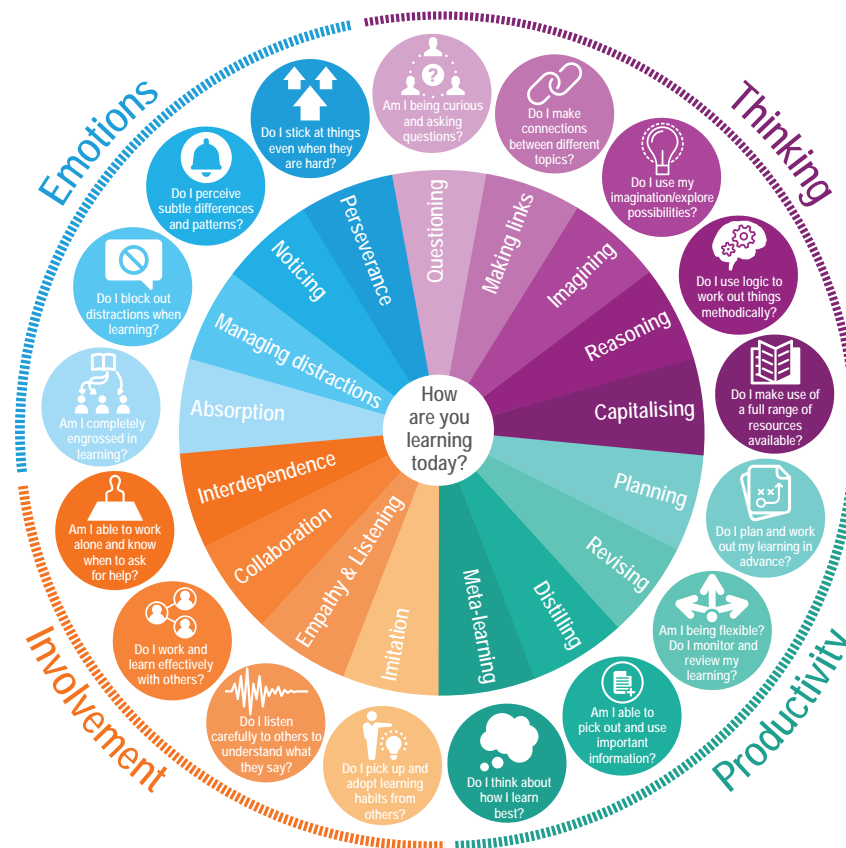 Emotions
Thinking
Productivity
Involvement
How
are you
learning
today?
Questioning
Making links
Imagining
Reasoning
Capitalising
Planning
Revising
Distilling
Meta-learning
Imitation
Empathy & Listening
Collaboration
Interdependence
Absorption
Managing distractions
Noticing
Perseverance
?
Am I being curious
and asking
questions?
Do I make
connections
between different
topics?
Do I use my
imagination/explore
possibilities?
Do I use logic to
work out things
methodically?
Do I make use of
a full range of
resources
available?
Do I plan and work
out my learning in
advance?
Am I being flexible?
Do I monitor and
review my
learning?
Am I able to
pick out and use
important
information?
Do I think about
how I learn
best?
Do I pick up and
adopt learning
habits from
others?
Do I listen
carefully to others to
understand what
they say?
Do I work and
learn effectively
with others?
Am I able to work
alone and know
when to ask
for help?
Am I completely
engrossed in
learning?
Do I block out
distractions when
learning?
Do I perceive
subtle differences
and patterns?
Do I stick at things
even when they
are hard?